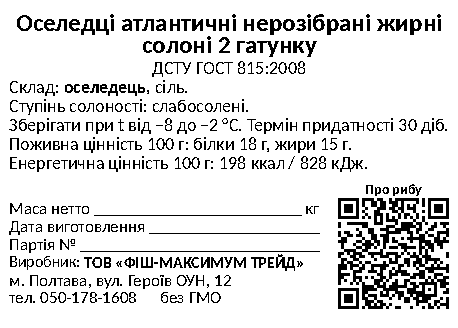 Оселедці атлантичні нерозібрані жирні
солоні 2 гатунку
ДСТУ ГОСТ 815:2008
Склад: оселедець, сіль.
Ступінь солоності: слабосолені.
Зберігати при t від −8 до −2 °С. Термін придатності 30 діб.
Поживна цінність 100 г: білки 18 г, жири 15 г.
Енергетична цінність 100 г: 198 ккал / 828 кДж.
Про рибу
Маса нетто ________________________ кг
Дата виготовлення ____________________
Партія № ____________________________
Виробник: ТОВ «ФІШ-МАКСИМУМ ТРЕЙД»
м. Полтава, вул. Героїв ОУН, 12
тел. 050-178-1608 без ГМО